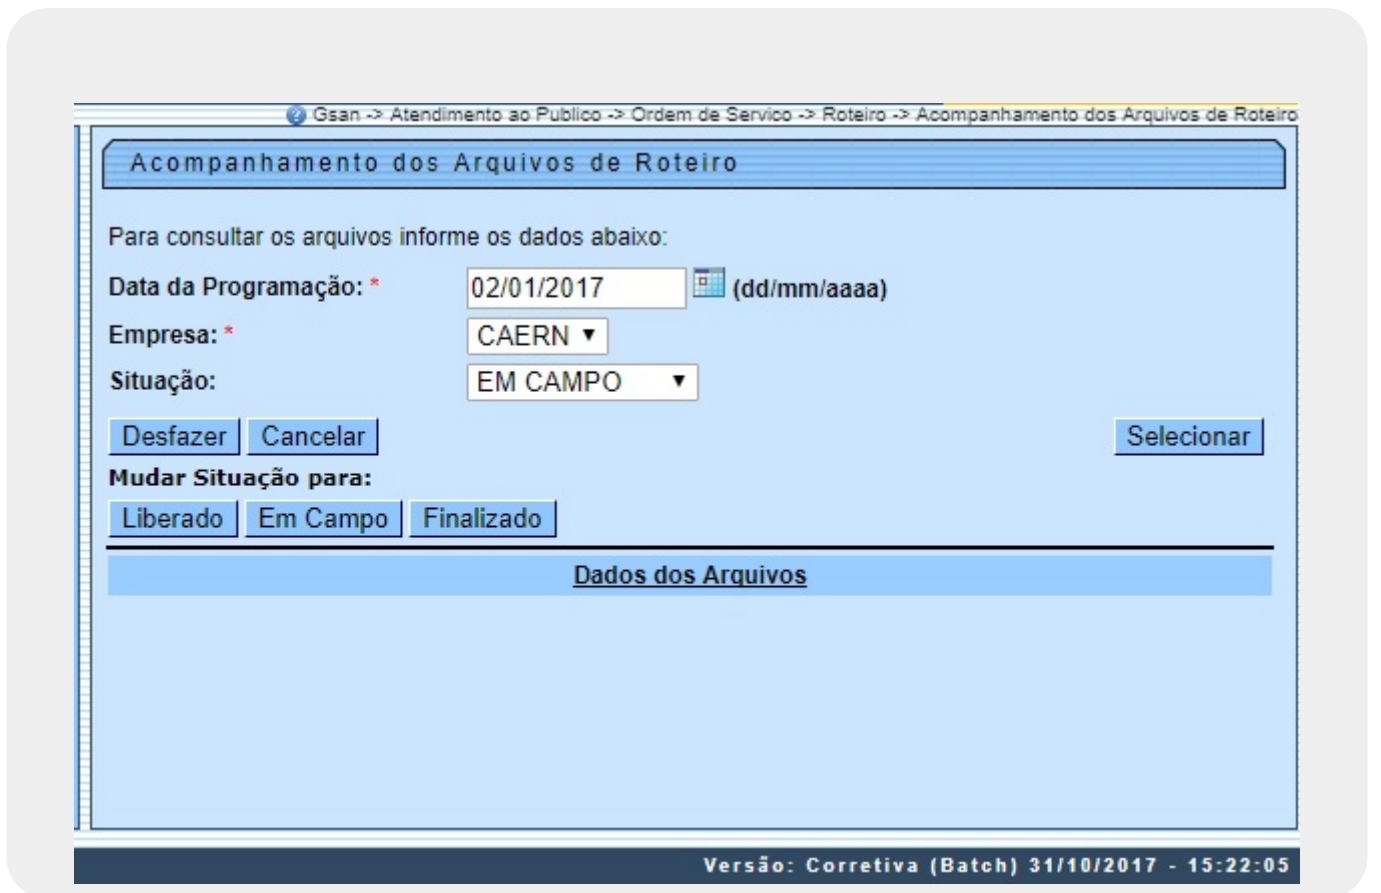 Gsan -> Atendimento ao Publico -> Ordem de Servico -> Roteiro -> Acompanhamento dos Arquivos de Roteiro
Acompanhamento dos Arquivos de Roteiro
Para consultar os arquivos informe os dados abaixo:
Data da Programação: * 02/01/2017 (dd/mm/aaaa)
Empresa: * CAERN
Situação: EM CAMPO
Desfazer Cancelar Selecionar
Mudar Situação para:
Liberado Em Campo Finalizado
Dados dos Arquivos
Versão: Corretiva (Batch) 31/10/2017 - 15:22:05